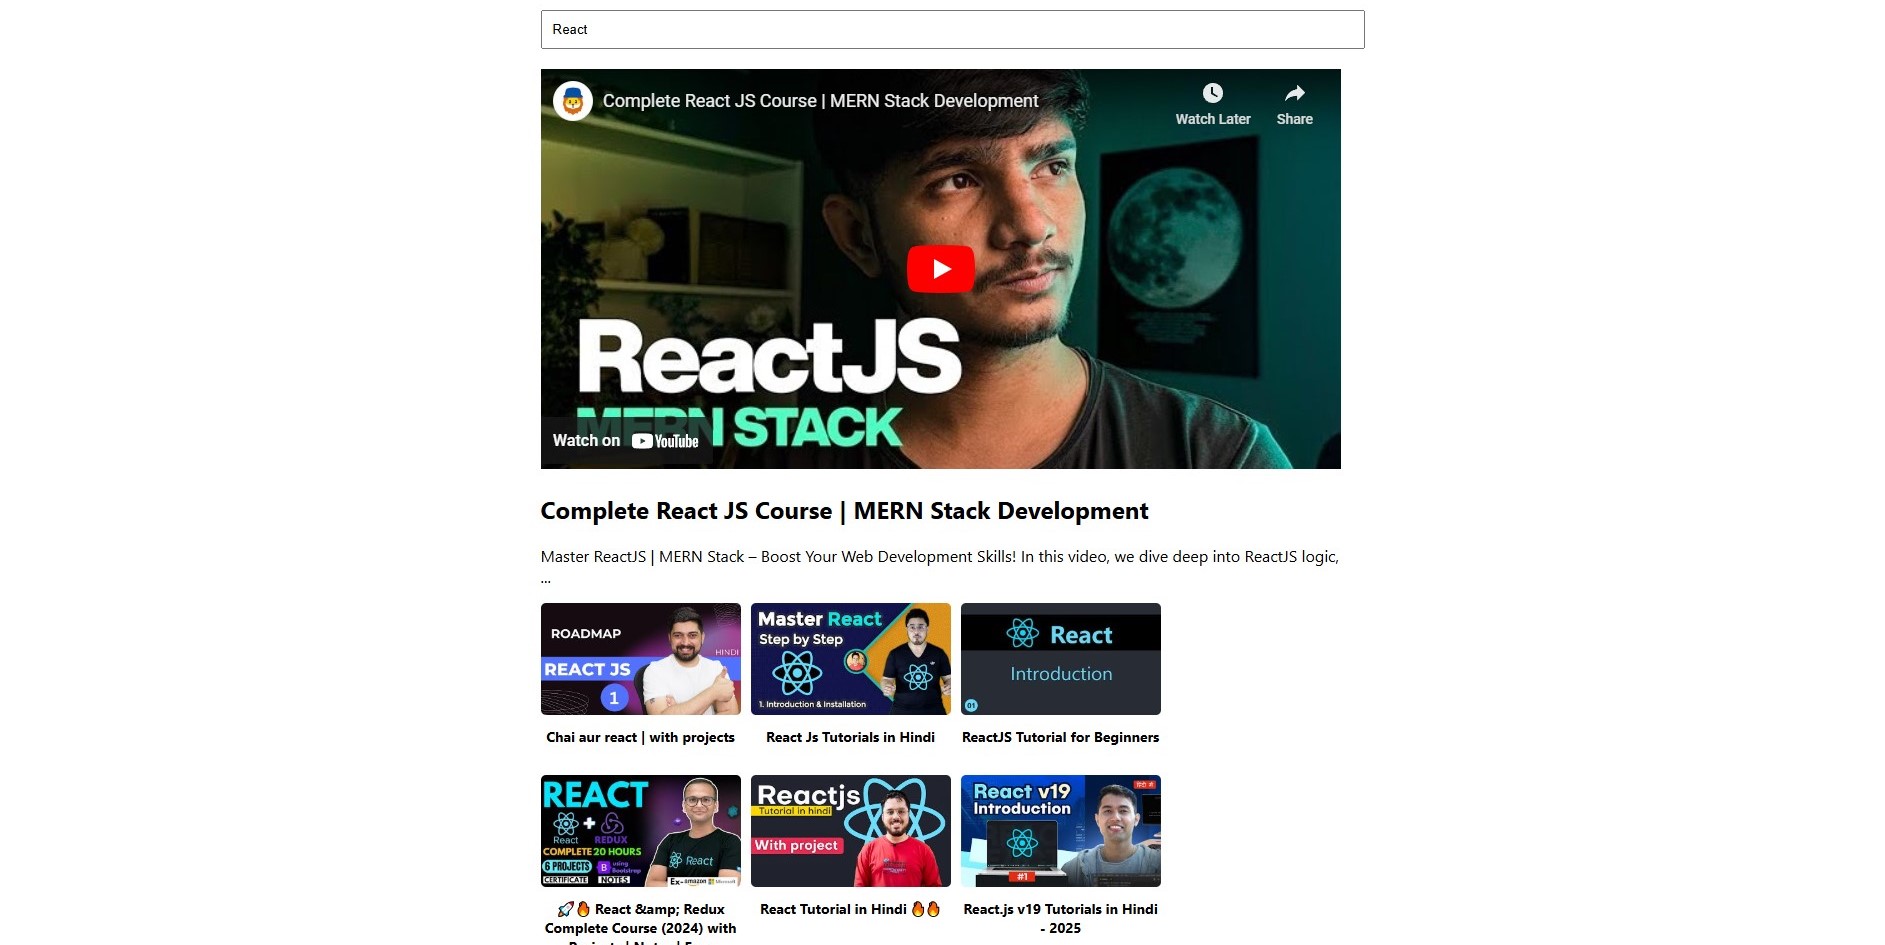 React
Complete React JS Course | MERN Stack Development
Watch Later
Share
ReactJS
MERN STACK
Watch on YouTube
Complete React JS Course | MERN Stack Development
Master ReactJS | MERN Stack – Boost Your Web Development Skills! In this video, we dive deep into ReactJS logic,
...
ROADMAP
HINDI
REACT JS
1
Master React
Step by Step
1. Introduction & Installation
React
Introduction
01
Chai aur react | with projects
React Js Tutorials in Hindi
ReactJS Tutorial for Beginners
REACT
React + REDUX
COMPLETE 20 HOURS
6 PROJECTS
B using Bootstrap
CERTIFICATE
NOTES
React
Ex-amazon Microsoft
Reactjs
Tutorial in hindi
With project
React v19
Introduction
#1
🚀🔥 React &amp; Redux
Complete Course (2024) with
React Tutorial in Hindi 🔥🔥
React.js v19 Tutorials in Hindi
- 2025